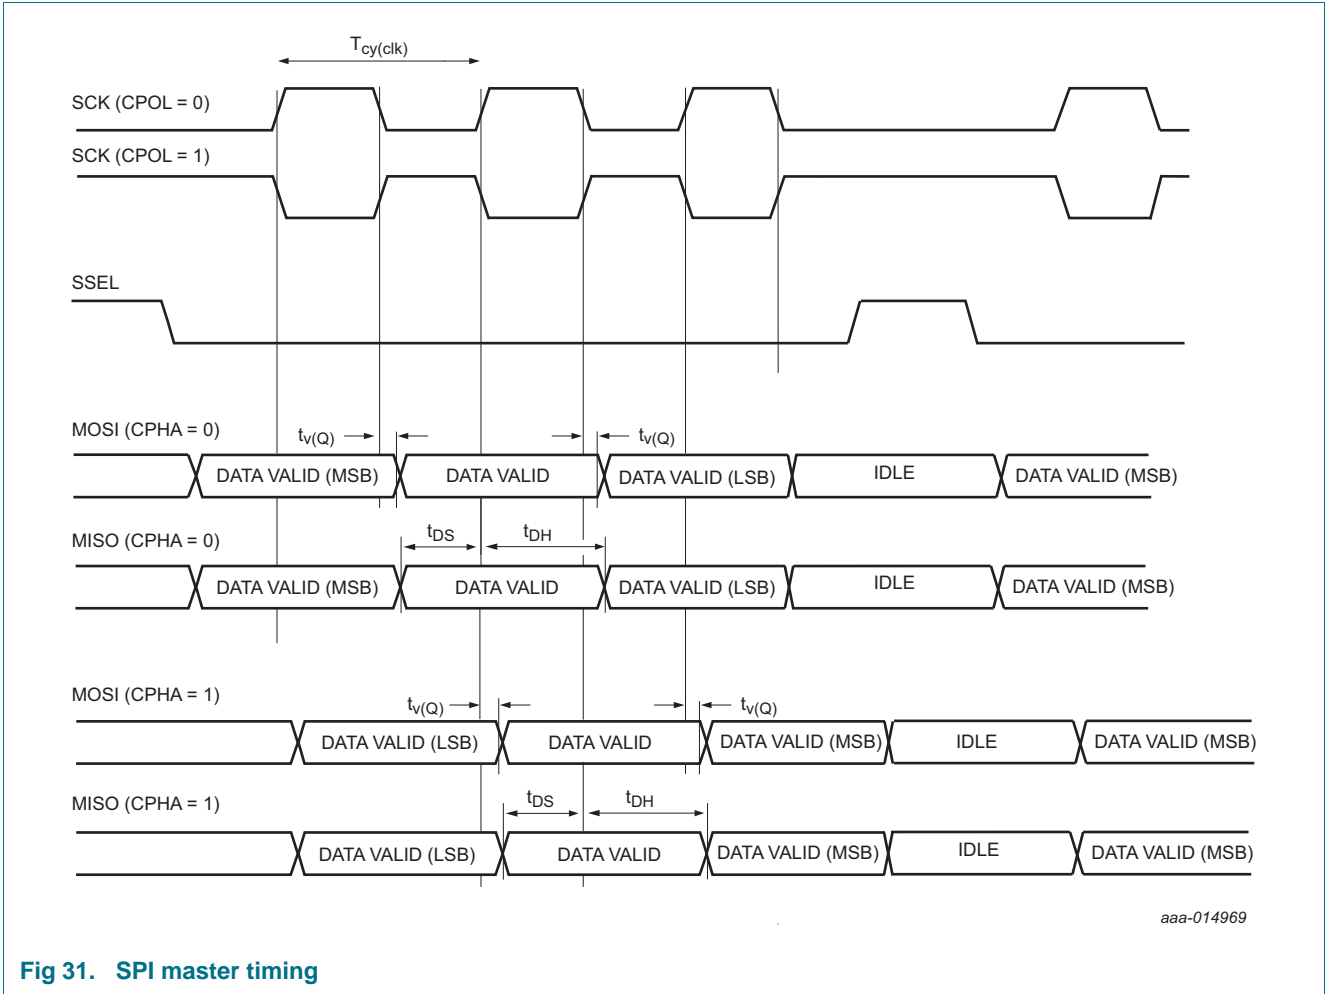 Tcy(clk)
SCK (CPOL = 0)
SCK (CPOL = 1)
SSEL
MOSI (CPHA = 0)
tv(Q)
tv(Q)
DATA VALID (MSB)
DATA VALID
DATA VALID (LSB)
IDLE
DATA VALID (MSB)
MISO (CPHA = 0)
tDS
tDH
DATA VALID (MSB)
DATA VALID
DATA VALID (LSB)
IDLE
DATA VALID (MSB)
MOSI (CPHA = 1)
tv(Q)
tv(Q)
DATA VALID (LSB)
DATA VALID
DATA VALID (MSB)
IDLE
DATA VALID (MSB)
MISO (CPHA = 1)
tDS
tDH
DATA VALID (LSB)
DATA VALID
DATA VALID (MSB)
IDLE
DATA VALID (MSB)
aaa-014969
Fig 31. SPI master timing